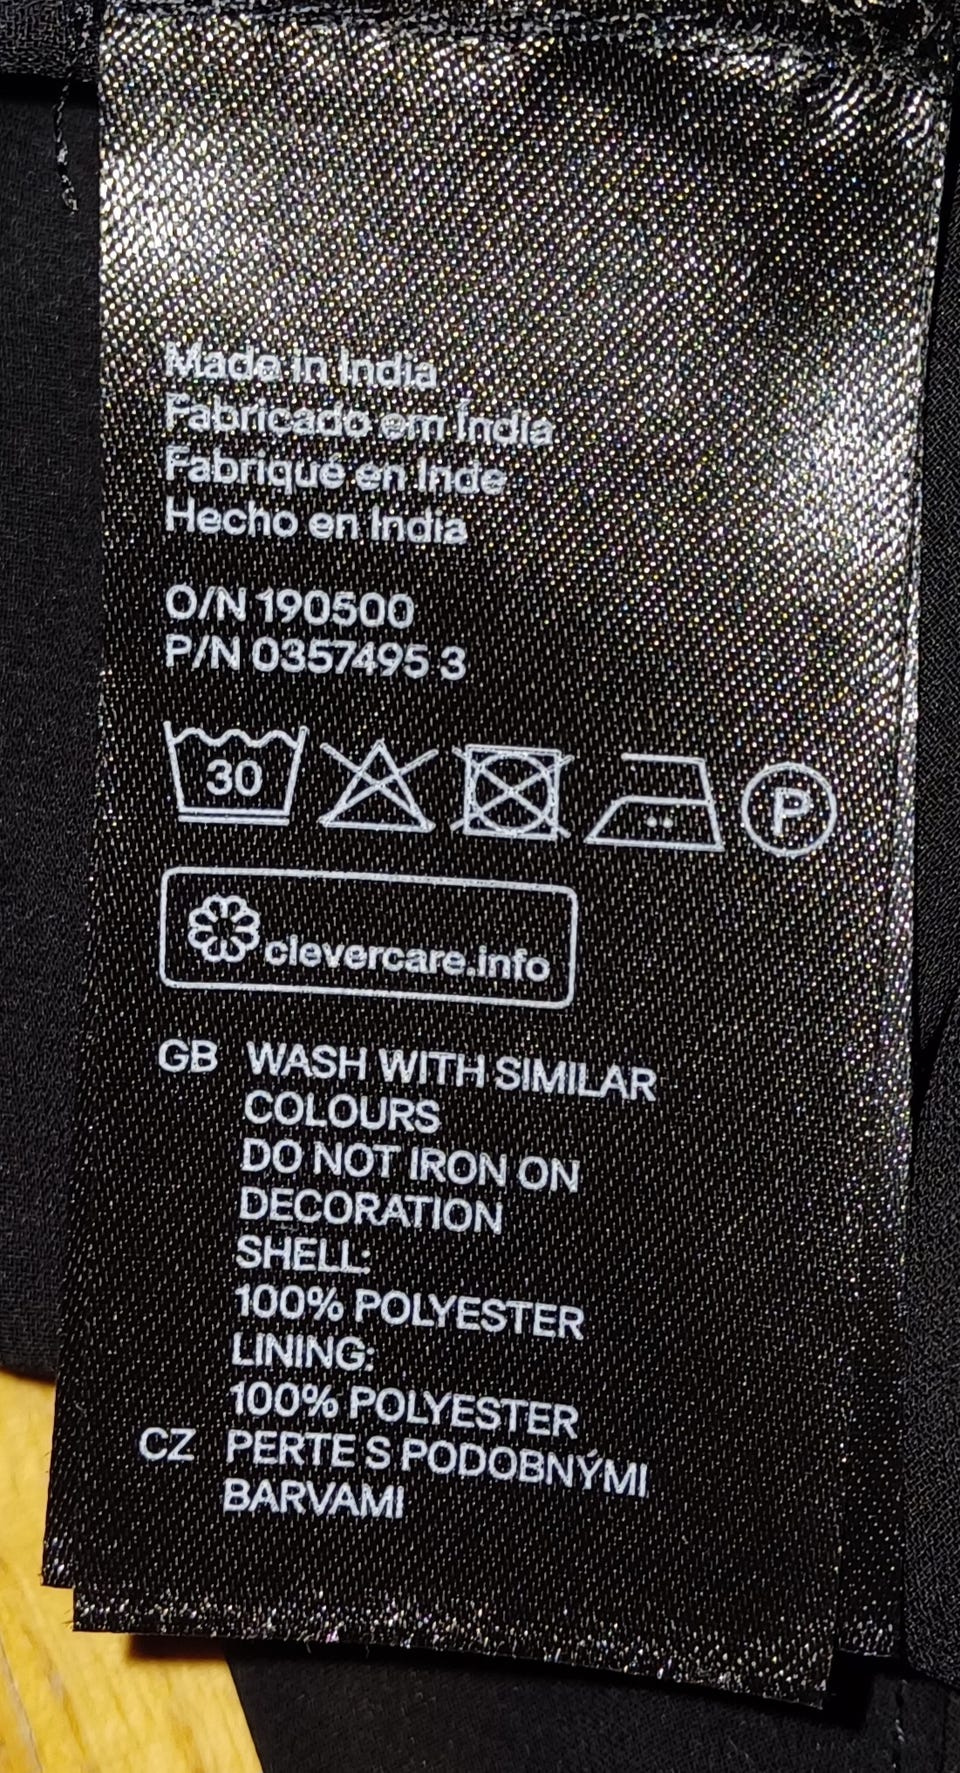 Made in India
Fabricado em Índia
Fabriqué en Inde
Hecho en India
O/N 190500
P/N 0357495 3
30 P
clevercare.info
GB WASH WITH SIMILAR
COLOURS
DO NOT IRON ON
DECORATION
SHELL:
100% POLYESTER
LINING:
100% POLYESTER
CZ PERTE S PODOBNÝMI
BARVAMI